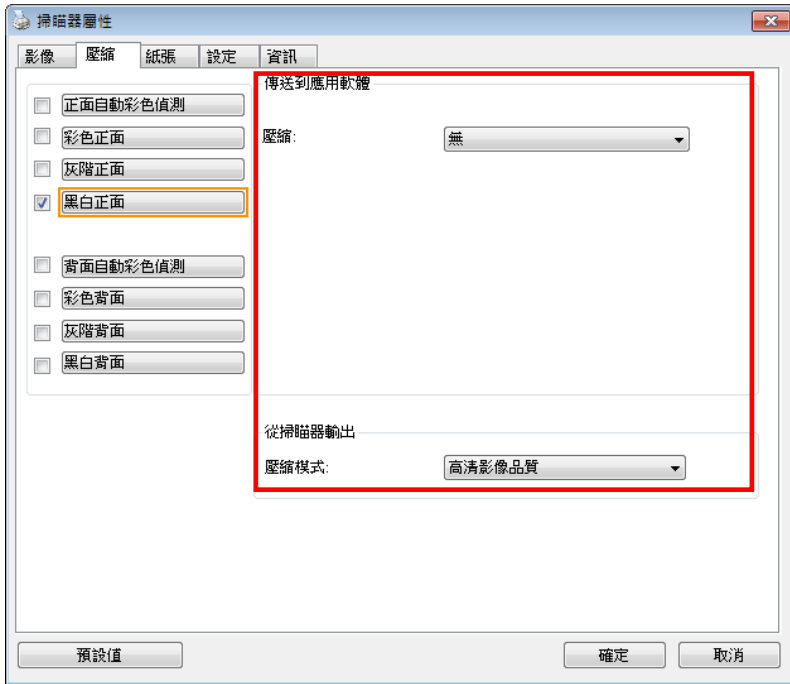 掃瞄器屬性
影像 壓縮 紙張 設定 資訊
正面自動彩色偵測
彩色正面
灰階正面
黑白正面
背面自動彩色偵測
彩色背面
灰階背面
黑白背面
傳送到應用軟體
壓縮: 無
從掃瞄器輸出
壓縮模式: 高清影像品質
預設值 確定 取消